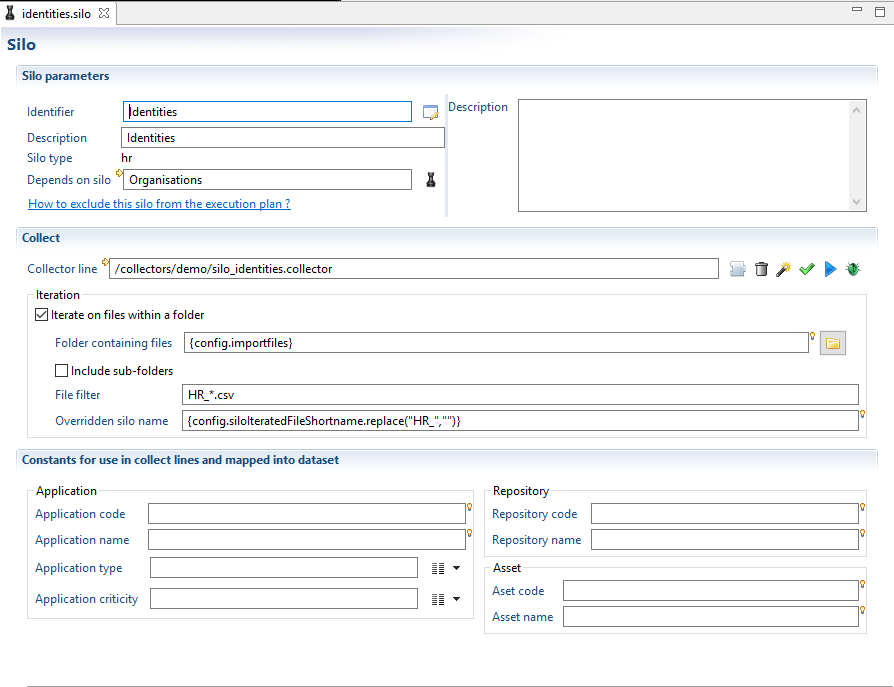 identities.silo
Silo
Silo parameters
Identifier Identities
Description Identities
Silo type hr
Depends on silo Organisations
How to exclude this silo from the execution plan ?
Description
Collect
Collector line /collectors/demo/silo_identities.collector
Iteration
Iterate on files within a folder
Folder containing files {config.importfiles}
Include sub-folders
File filter HR_*.csv
Overridden silo name {config.siloIteratedFileShortname.replace("HR_","")}
Constants for use in collect lines and mapped into dataset
Application
Application code
Application name
Application type
Application criticity
Repository
Repository code
Repository name
Asset
Aset code
Asset name